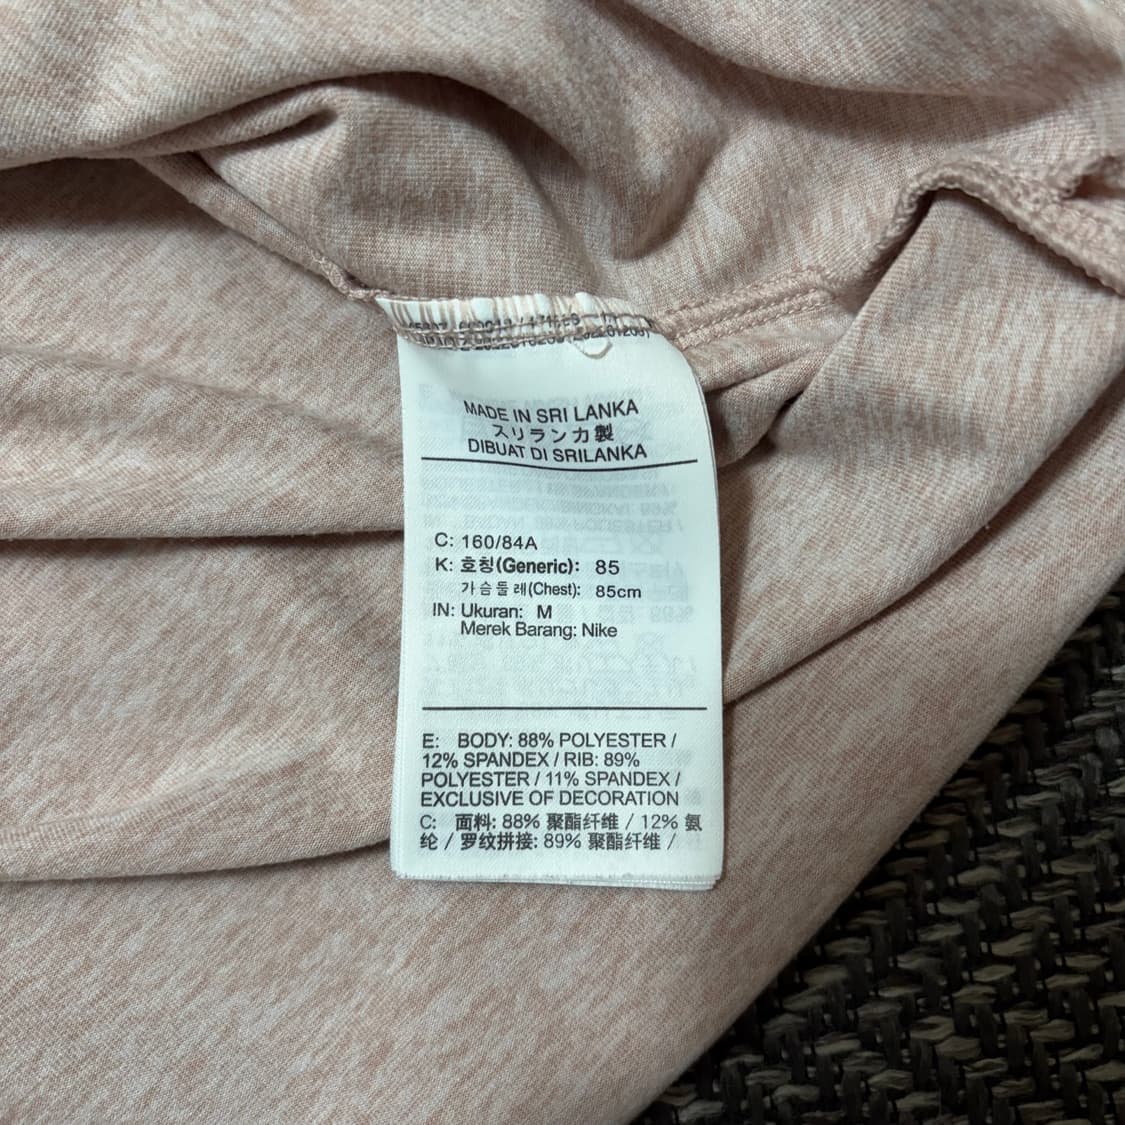 MADE IN SRI LANKA
スリランカ製
DIBUAT DI SRILANKA
C: 160/84A
K: 호칭(Generic): 85
가슴둘레(Chest): 85cm
IN: Ukuran: M
Merek Barang: Nike
E: BODY: 88% POLYESTER /
12% SPANDEX / RIB: 89%
POLYESTER / 11% SPANDEX /
EXCLUSIVE OF DECORATION
C: 面料: 88% 聚酯纤维 / 12% 氨
纶 / 罗纹拼接: 89% 聚酯纤维 /